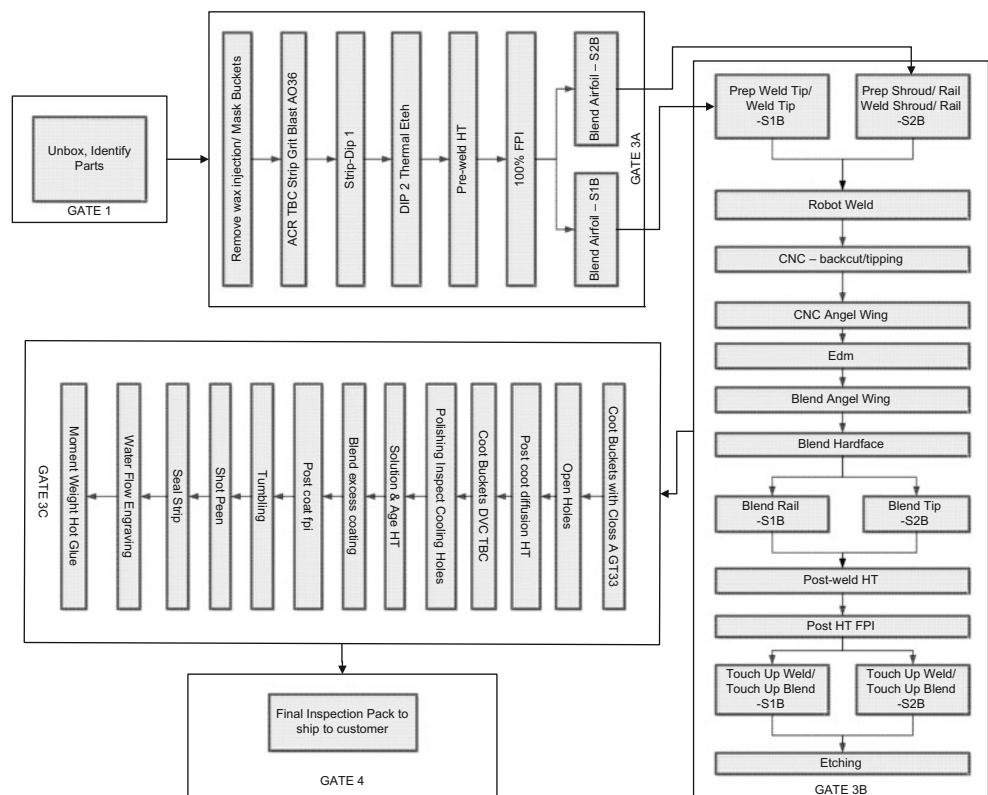 Unbox, Identify
Parts
GATE 1
Remove wax injection/ Mask Buckets
ACR TBC Strip Grit Blast AO36
Strip-Dip 1
DIP 2 Thermal Eteh
Pre-weld HT
100% FPI
Blend Airfoil – S2B
Blend Airfoil – S1B
GATE 3A
Prep Weld Tip/
Weld Tip
-S1B
Prep Shroud/ Rail
Weld Shroud/ Rail
-S2B
Robot Weld
CNC – backcut/tipping
CNC Angel Wing
Edm
Blend Angel Wing
Blend Hardface
Blend Rail
-S1B
Blend Tip
-S2B
Post-weld HT
Post HT FPI
Touch Up Weld/
Touch Up Blend
-S1B
Touch Up Weld/
Touch Up Blend
-S2B
Etching
GATE 3B
Coot Buckets with Closs A GT33
Open Holes
Post coot diffusion HT
Coot Buckets DVC TBC
Polishing Inspect Cooling Holes
Solution & Age HT
Blend excess coating
Post coat fpi
Tumbling
Shot Peen
Seal Strip
Water Flow Engraving
Moment Weight Hot Glue
GATE 3C
Final Inspection Pack to
ship to customer
GATE 4